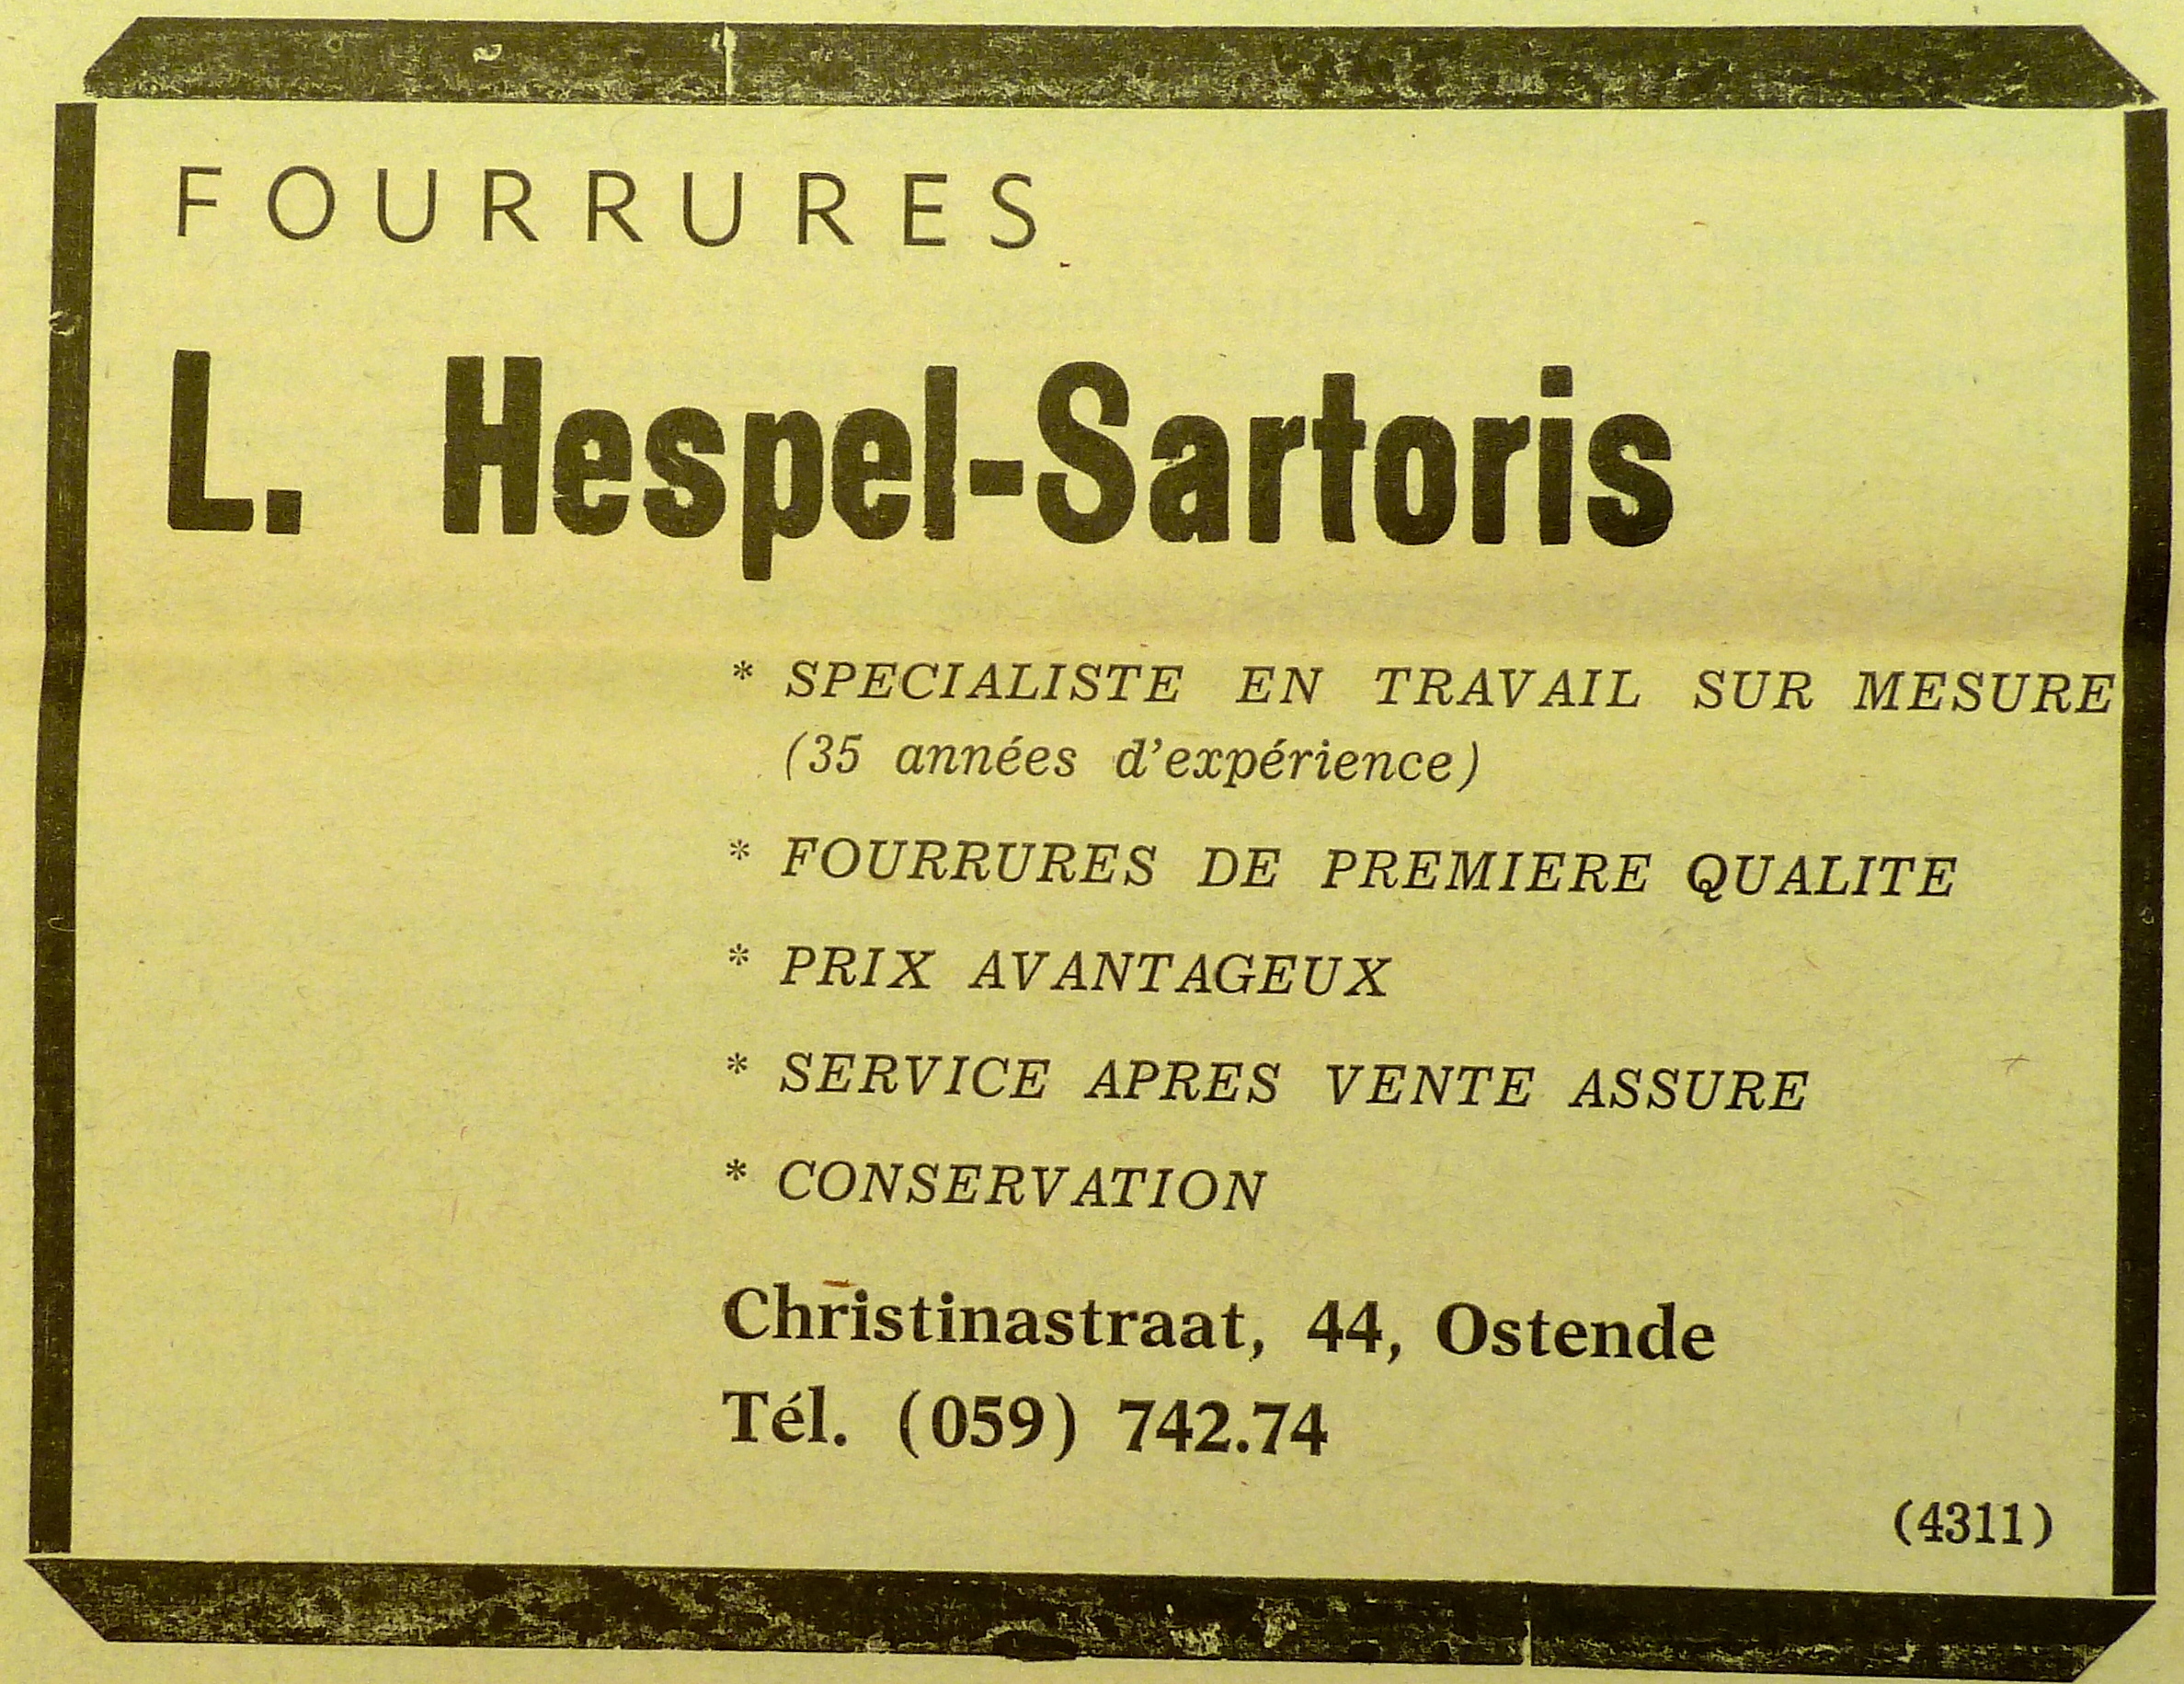 FOURRURES
L. Hespel-Sartoris
* SPECIALISTE EN TRAVAIL SUR MESURE
(35 années d'expérience)
* FOURRURES DE PREMIERE QUALITE
* PRIX AVANTAGEUX
* SERVICE APRES VENTE ASSURE
* CONSERVATION
Christinastraat, 44, Ostende
Tél. (059) 742.74
(4311)